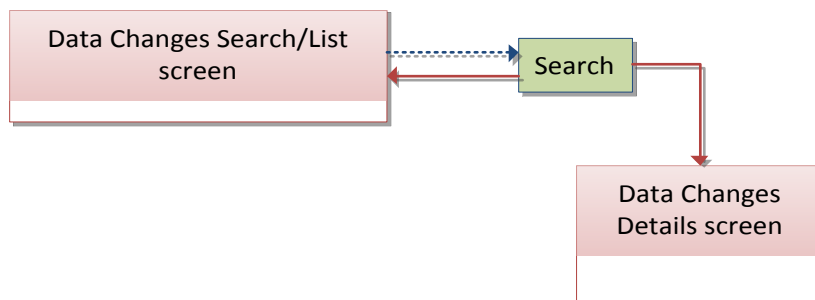 Data Changes Search/List
screen
Search
Data Changes
Details screen